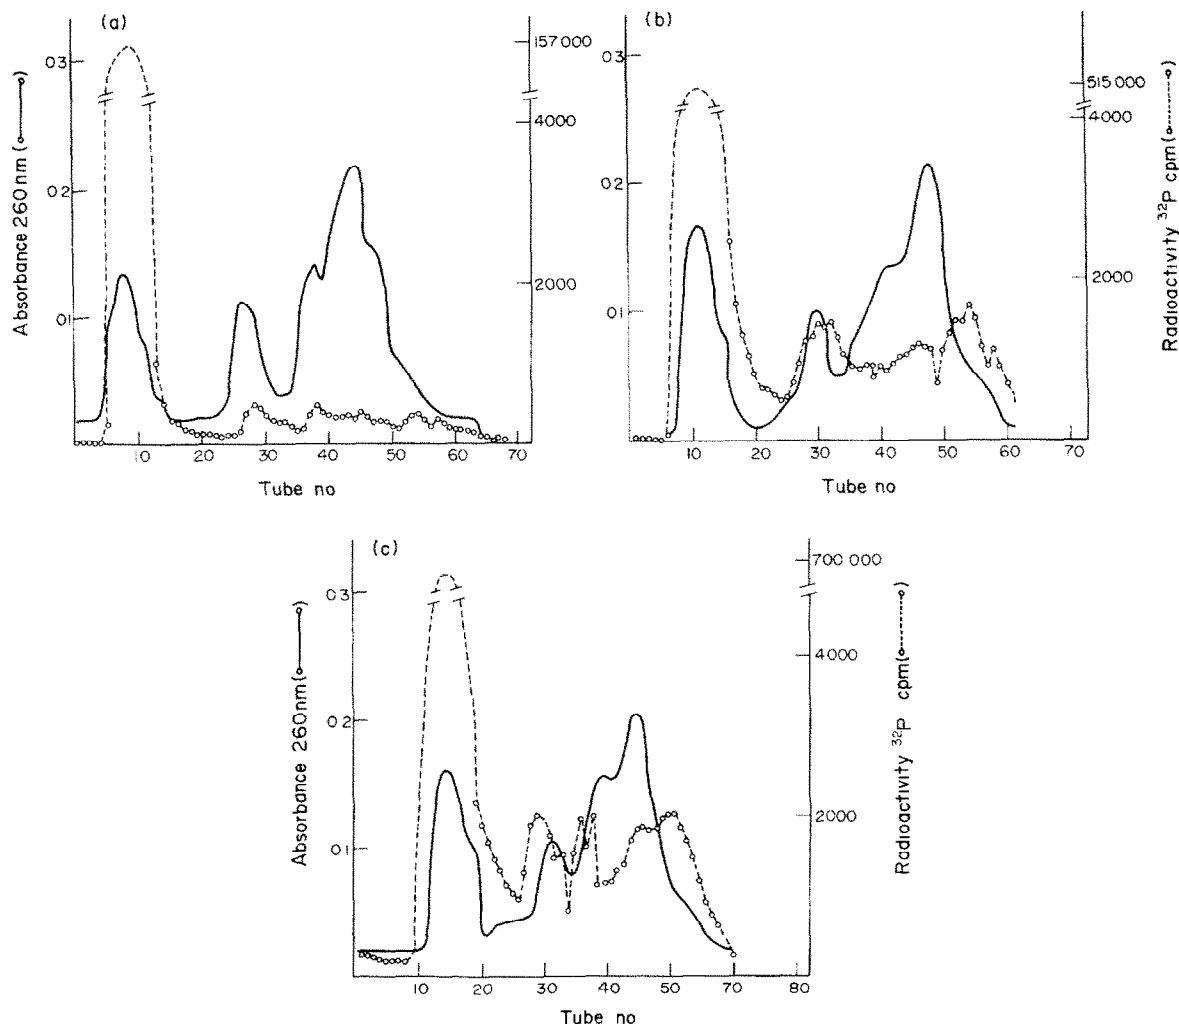 (a)
0 3
0 2
0 1
Absorbance 260 nm (o——o)
157 000
4000
2000
10 20 30 40 50 60 70
Tube no
(b)
0 3
0 2
0 1
515 000
4000
2000
Radioactivity ³²P cpm (o-----o)
10 20 30 40 50 60 70
Tube no
(c)
0 3
0 2
0 1
Absorbance 260nm (o——o)
700 000
4000
2000
Radioactivity ³²P cpm (o-----o)
10 20 30 40 50 60 70 80
Tube no